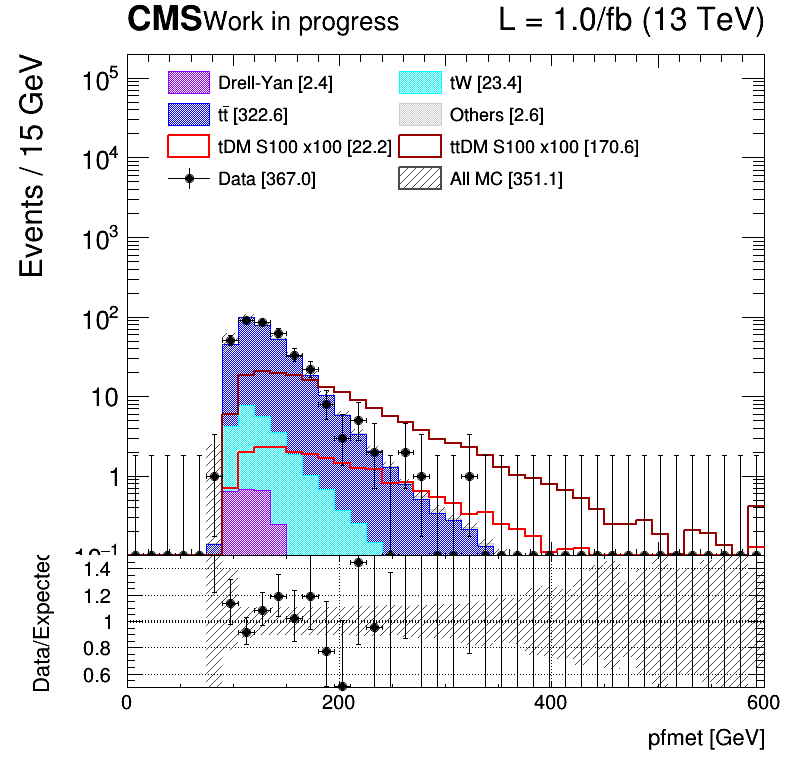 CMS Work in progress L = 1.0/fb (13 TeV)
Events / 15 GeV
10⁵
10⁴
10³
10²
10
1
10⁻¹
Drell-Yan [2.4] tW [23.4]
tt̄ [322.6] Others [2.6]
tDM S100 x100 [22.2] ttDM S100 x100 [170.6]
Data [367.0] All MC [351.1]
Data/Expected
1.4
1.2
1
0.8
0.6
0 200 400 600
pfmet [GeV]